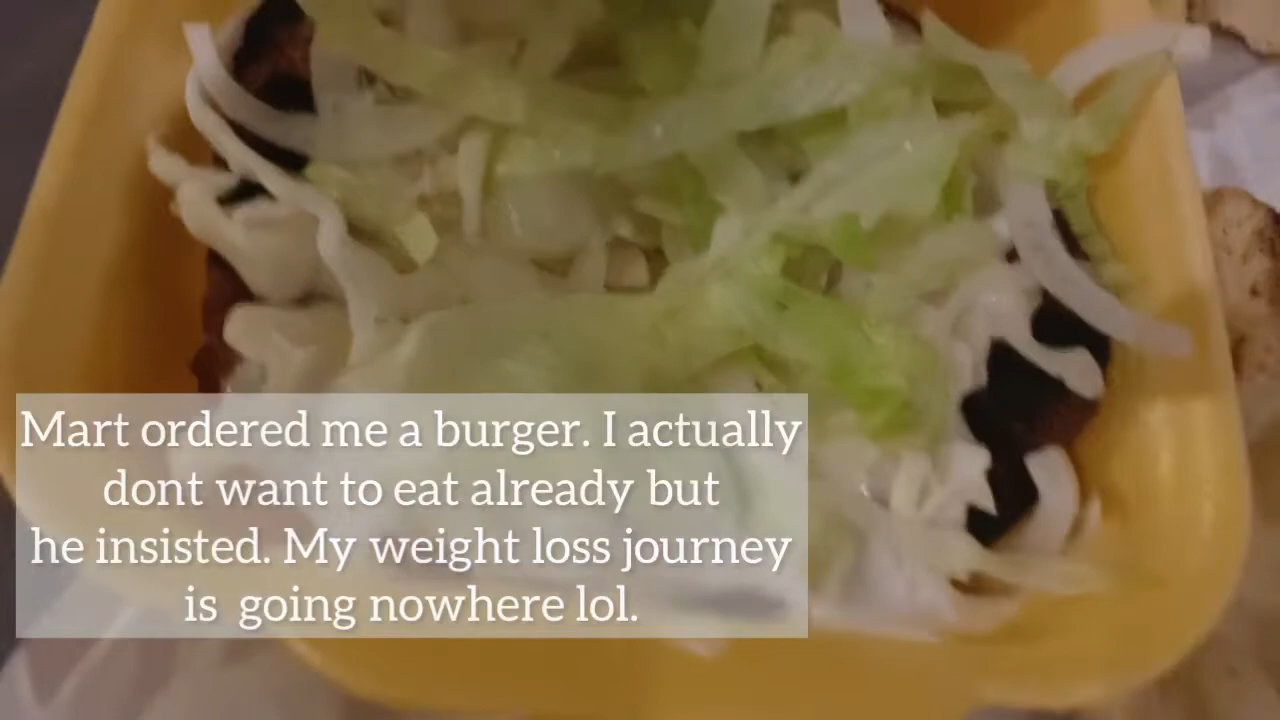 Mart ordered me a burger. I actually
dont want to eat already but
he insisted. My weight loss journey
is  going nowhere lol.